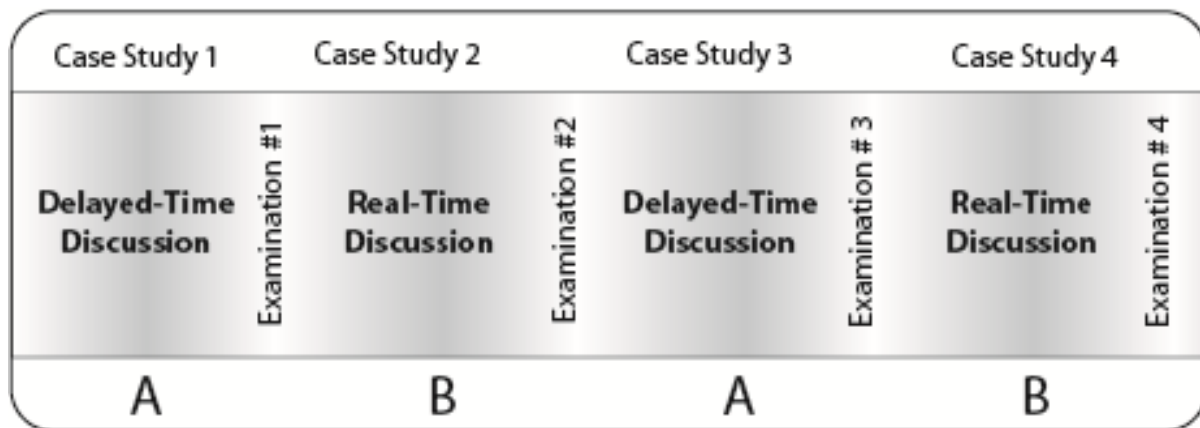 Case Study 1
Case Study 2
Case Study 3
Case Study 4
Delayed-Time
Discussion
Examination #1
Real-Time
Discussion
Examination #2
Delayed-Time
Discussion
Examination # 3
Real-Time
Discussion
Examination # 4
A
B
A
B